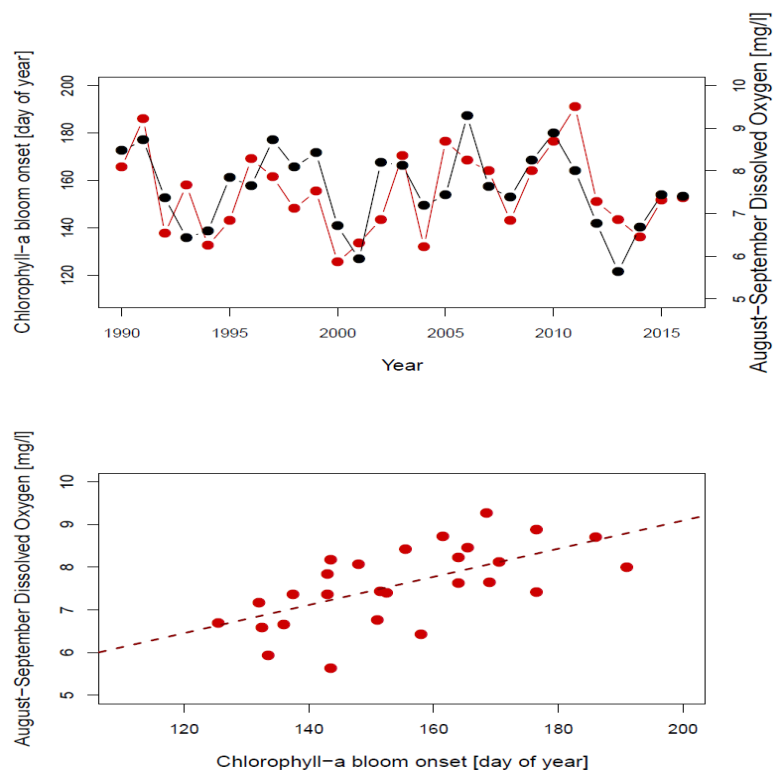 Chlorophyll−a bloom onset [day of year]
200
180
160
140
120
August−September Dissolved Oxygen [mg/l]
10
9
8
7
6
5
1990 1995 2000 2005 2010 2015
Year
August−September Dissolved Oxygen [mg/l]
10
9
8
7
6
5
120 140 160 180 200
Chlorophyll−a bloom onset [day of year]